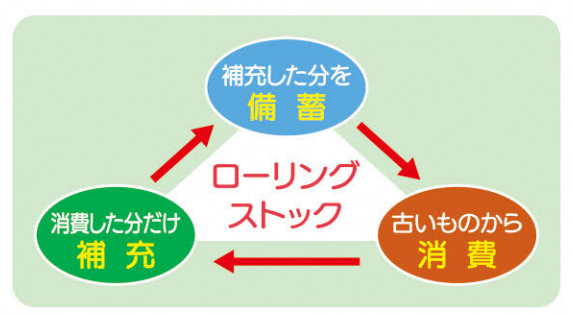 補充した分を
備蓄
ローリング
ストック
消費した分だけ
補充
古いものから
消費